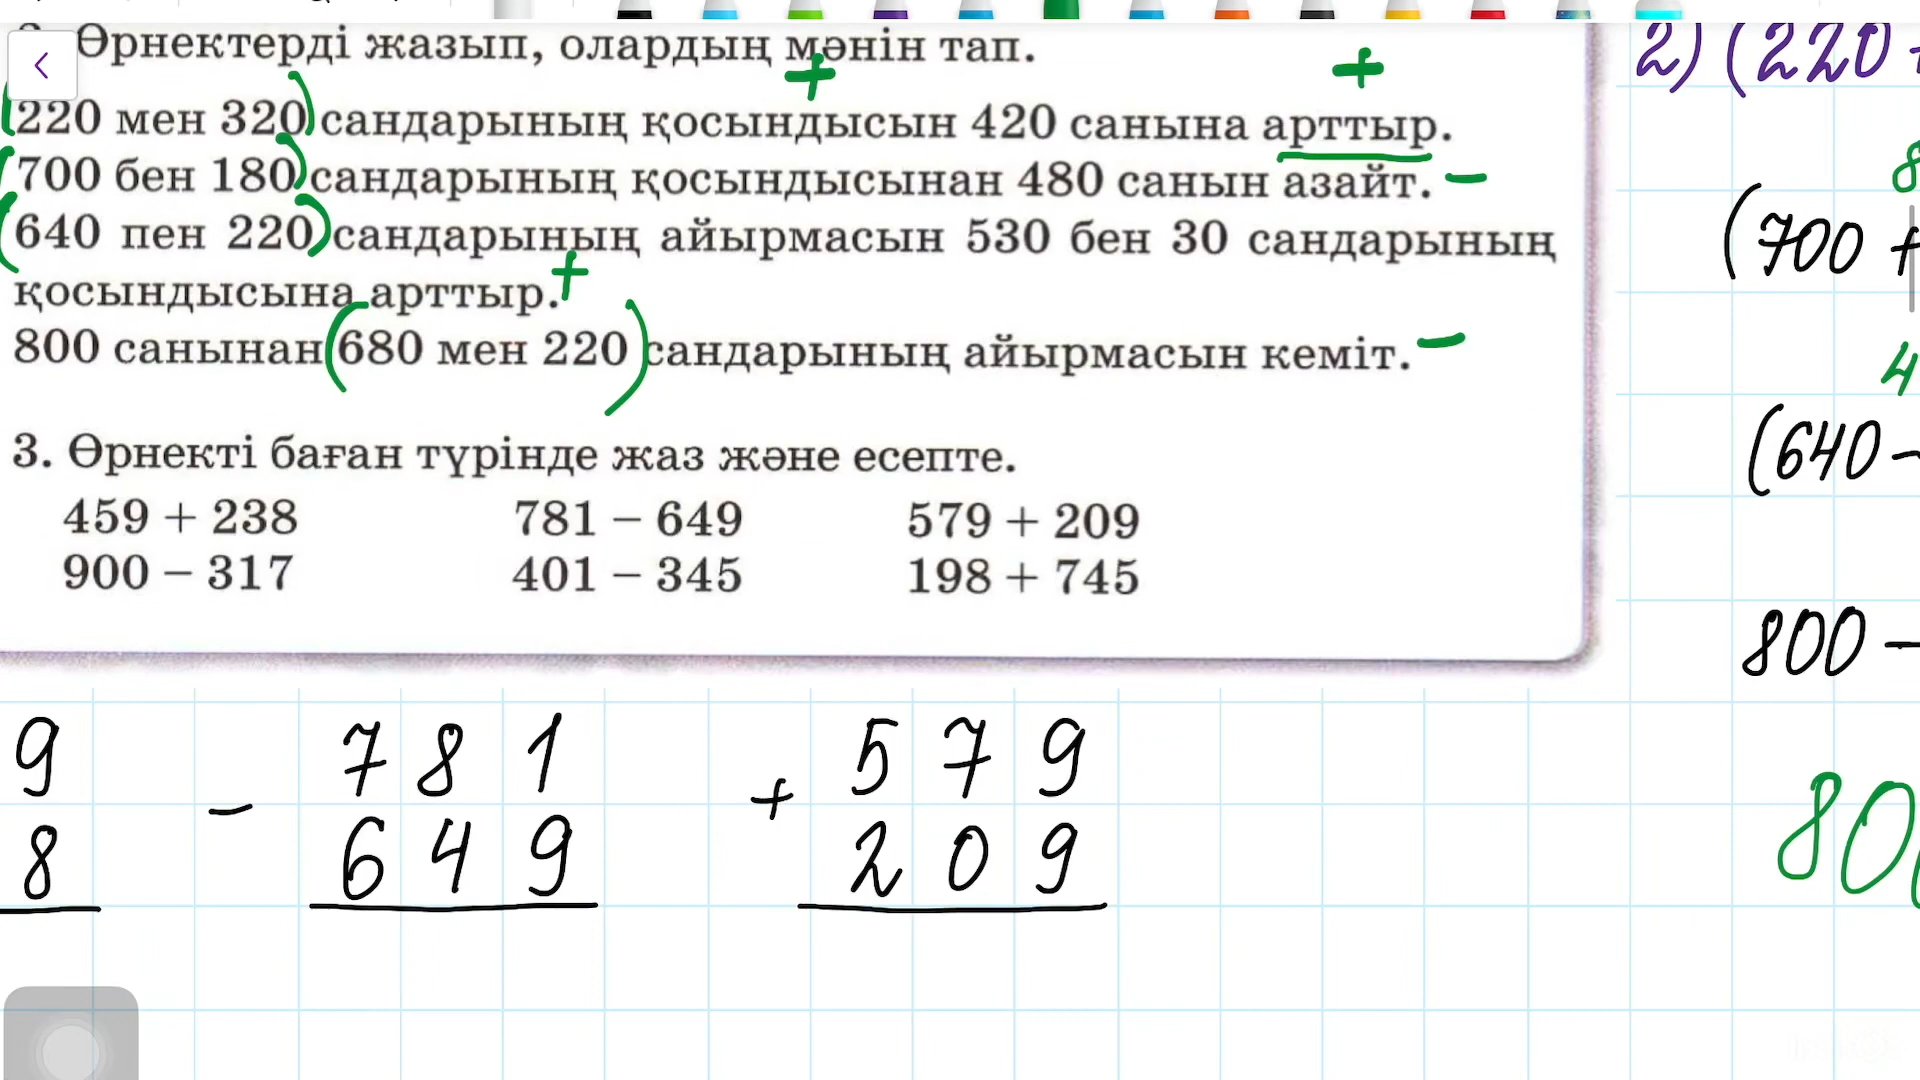 Өрнектерді жазып, олардың мәнін тап.
(220 мен 320) сандарының қосындысын 420 санына арттыр.
(700 бен 180) сандарының қосындысынан 480 санын азайт. −
(640 пен 220) сандарының айырмасын 530 бен 30 сандарының
қосындысына арттыр. +
800 санынан (680 мен 220) сандарының айырмасын кеміт. −
3. Өрнекті баған түрінде жаз және есепте.
459 + 238 781 − 649 579 + 209
900 − 317 401 − 345 198 + 745
9 − 781 + 579
8 649 209
2) (220 +
8
(700 +
4
(640 −
800 −
80